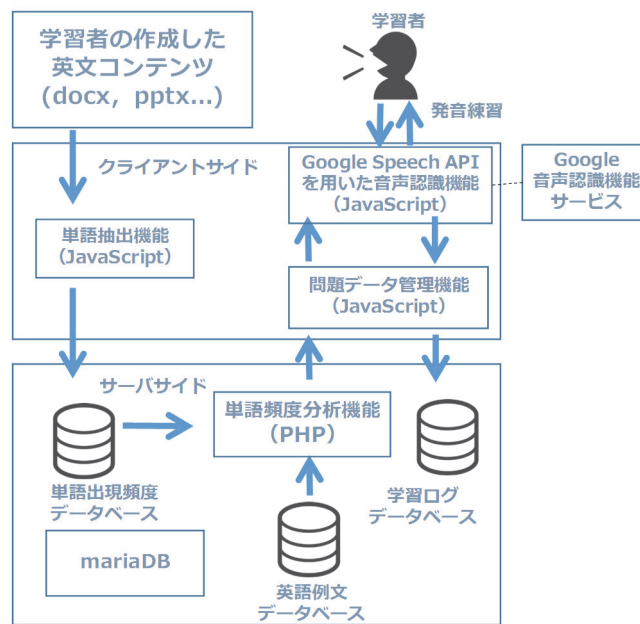 学習者の作成した
英文コンテンツ
(docx, pptx...)
学習者
発音練習
クライアントサイド
Google Speech API
を用いた音声認識機能
（JavaScript）
Google
音声認識機能
サービス
単語抽出機能
（JavaScript）
問題データ管理機能
（JavaScript）
サーバサイド
単語頻度分析機能
（PHP）
単語出現頻度
データベース
学習ログ
データベース
mariaDB
英語例文
データベース